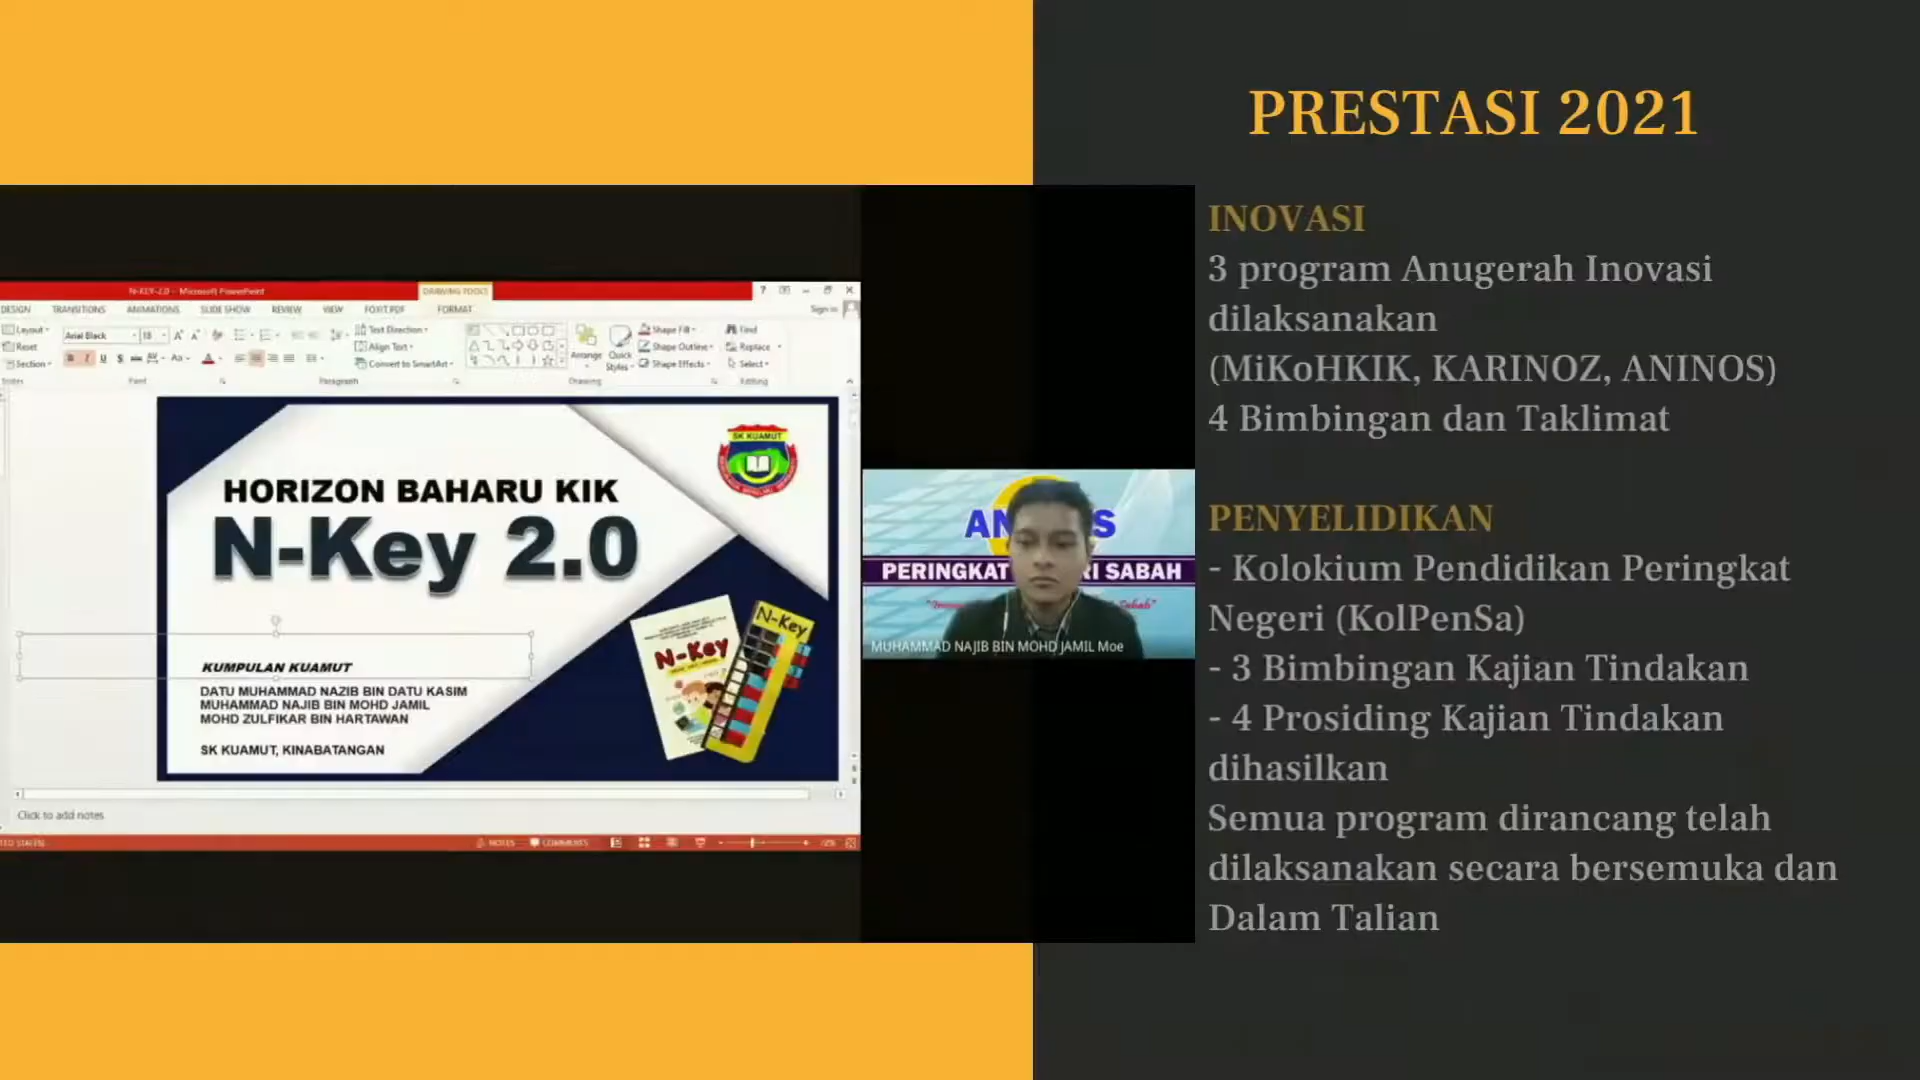 PRESTASI 2021
INOVASI
3 program Anugerah Inovasi
dilaksanakan
(MiKoHKIK, KARINOZ, ANINOS)
4 Bimbingan dan Taklimat
PENYELIDIKAN
- Kolokium Pendidikan Peringkat
Negeri (KolPenSa)
- 3 Bimbingan Kajian Tindakan
- 4 Prosiding Kajian Tindakan
dihasilkan
Semua program dirancang telah
dilaksanakan secara bersemuka dan
Dalam Talian
N-KEY-2.0 - Microsoft PowerPoint
DRAWING TOOLS
DESIGN TRANSITIONS ANIMATIONS SLIDE SHOW REVIEW VIEW FOXIT PDF FORMAT
Sign in
Layout
Reset
Section
Arial Black 18
Text Direction
Align Text
Convert to SmartArt
Arrange
Quick
Styles
Shape Fill
Shape Outline
Shape Effects
Find
Replace
Select
Font Paragraph Drawing Editing
SK KUAMUT
HORIZON BAHARU KIK
N-Key 2.0
KUMPULAN KUAMUT
DATU MUHAMMAD NAZIB BIN DATU KASIM
MUHAMMAD NAJIB BIN MOHD JAMIL
MOHD ZULFIKAR BIN HARTAWAN
SK KUAMUT, KINABATANGAN
N-Key
N-Key
Click to add notes
NOTES COMMENTS
AN S
PERINGKAT RI SABAH
MUHAMMAD NAJIB BIN MOHD JAMIL Moe